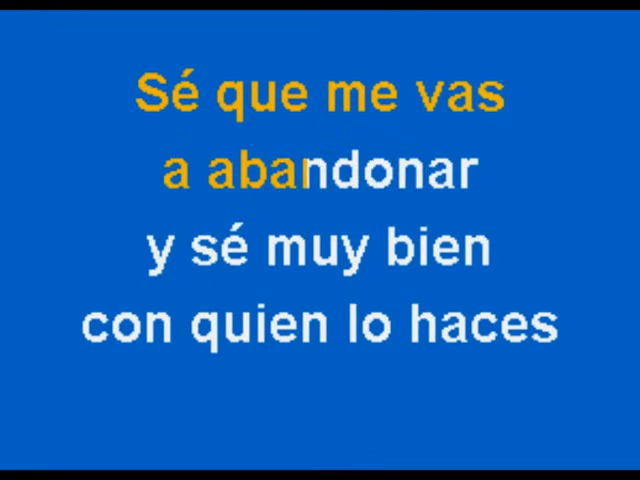 Sé que me vas
a abandonar
y sé muy bien
con quien lo haces